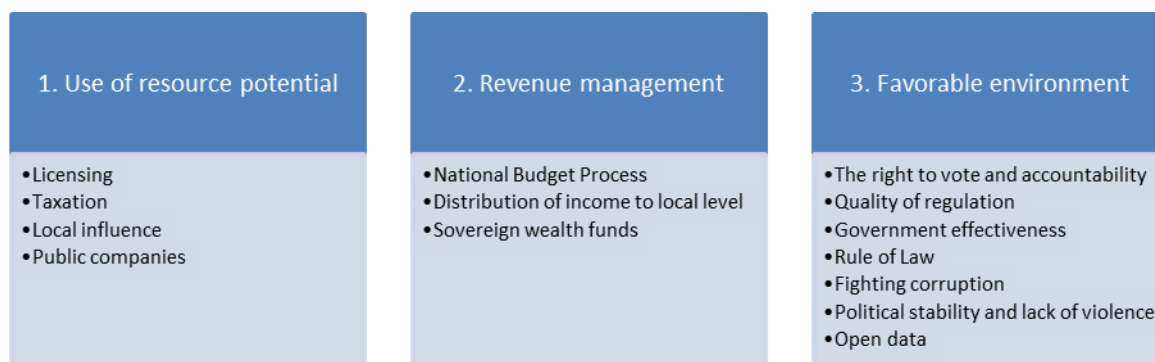 1. Use of resource potential
•Licensing
•Taxation
•Local influence
•Public companies
2. Revenue management
•National Budget Process
•Distribution of income to local level
•Sovereign wealth funds
3. Favorable environment
•The right to vote and accountability
•Quality of regulation
•Government effectiveness
•Rule of Law
•Fighting corruption
•Political stability and lack of violence
•Open data